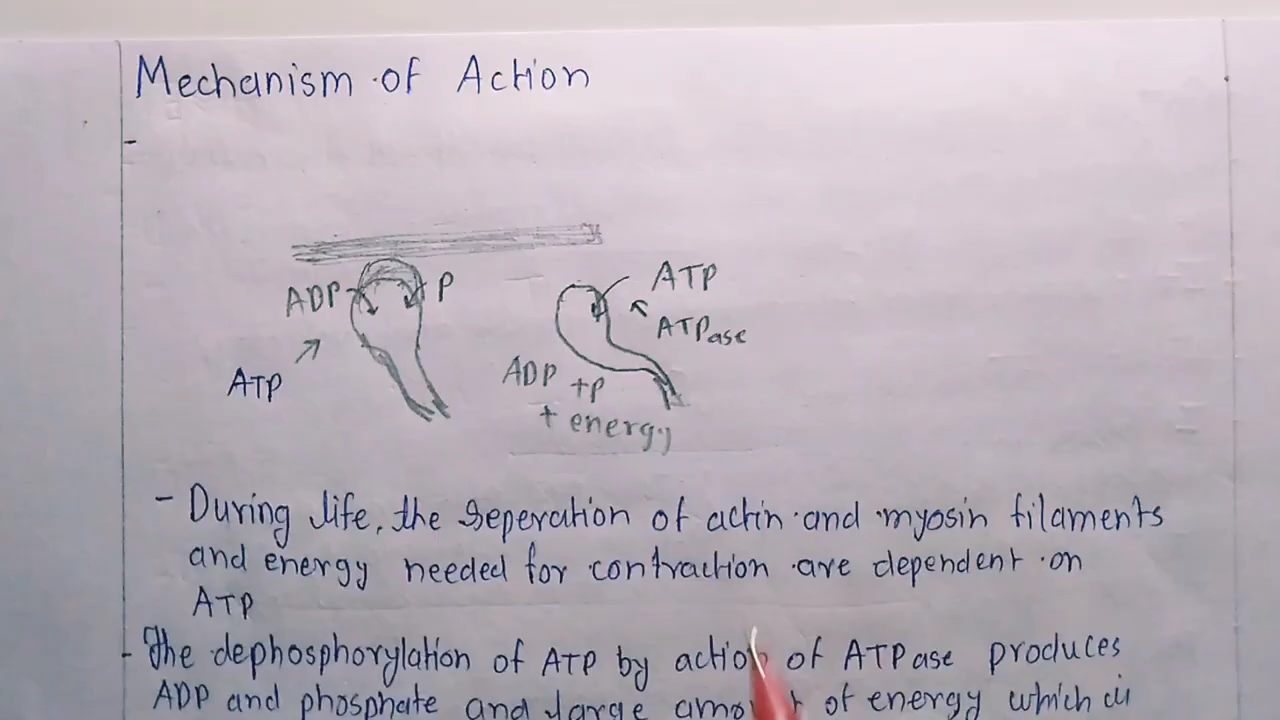 Mechanism of Action
ADP
P
ATP
ATP
ATPase
ADP +P
+ energy
- During life, the seperation of actin and myosin filaments
and energy needed for contraction are dependent on
ATP
- The dephosphorylation of ATP by action of ATPase produces
ADP and phosphate and large of energy which is